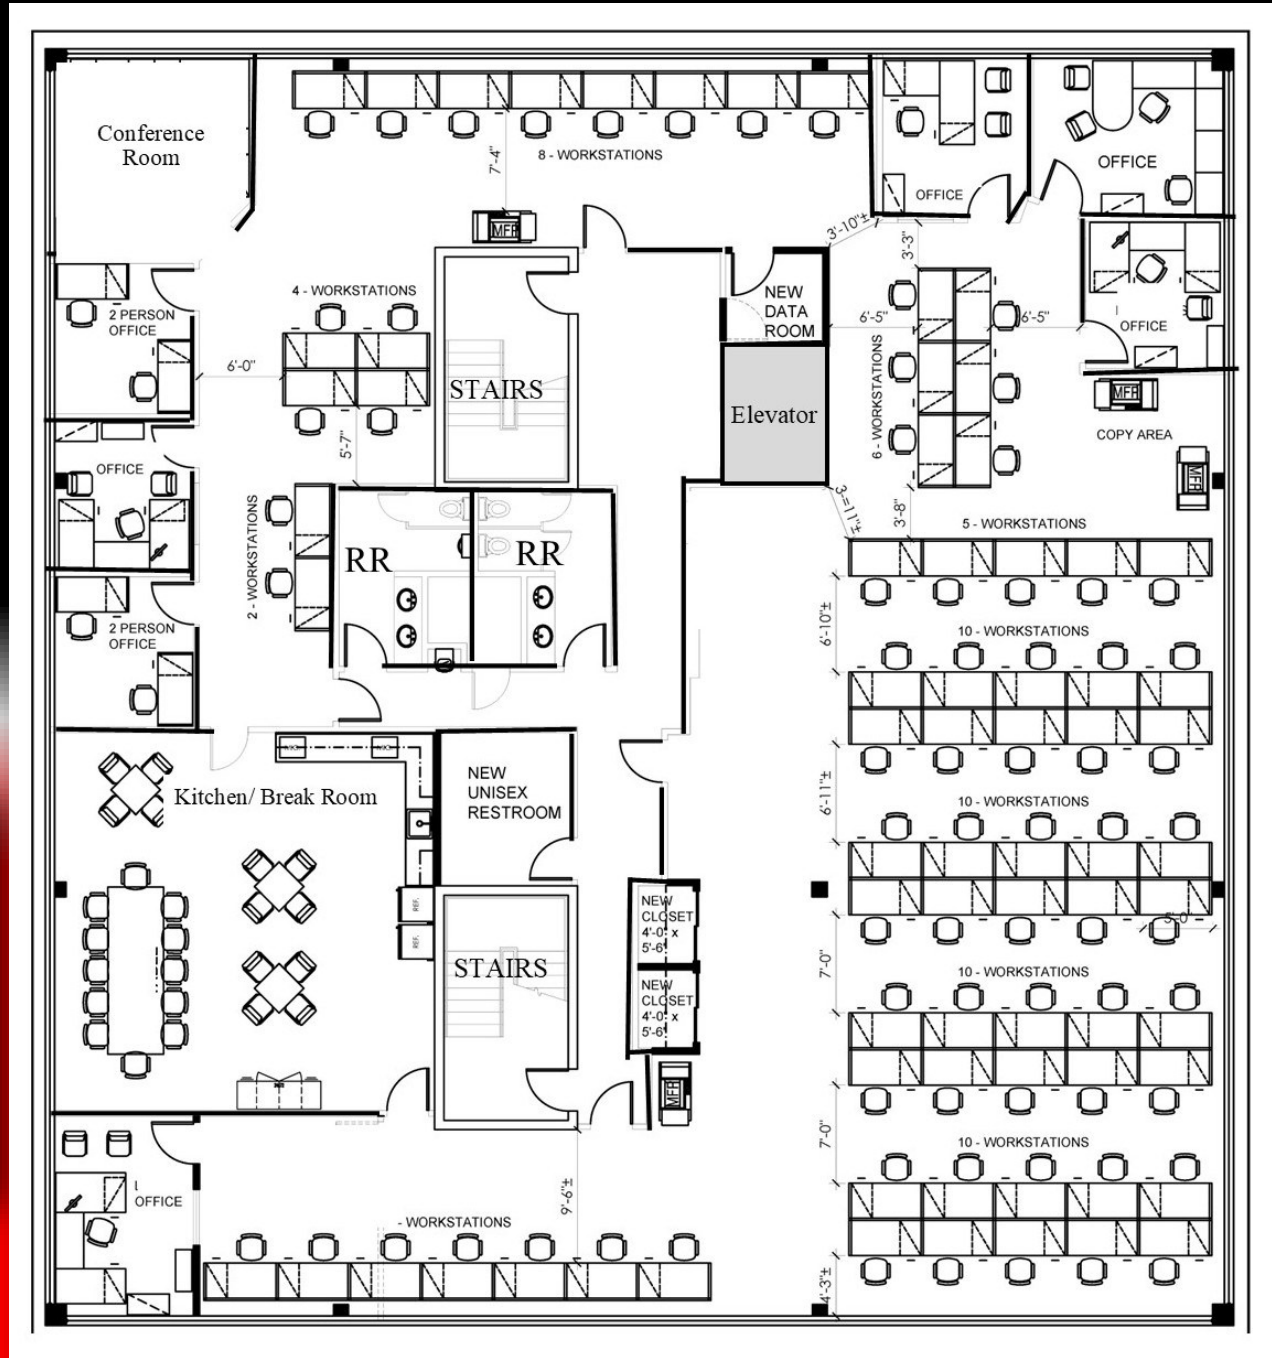 Conference
Room
8 - WORKSTATIONS
7'-4"
MFP
OFFICE
OFFICE
3'-10"±
3'-3"
NEW
DATA
ROOM
6'-5"
6'-5"
OFFICE
4 - WORKSTATIONS
2 PERSON
OFFICE
6'-0"
STAIRS
Elevator
6 - WORKSTATIONS
MFP
COPY AREA
MFP
5'-7"
OFFICE
2 - WORKSTATIONS
RR
RR
3'-8"
5 - WORKSTATIONS
6'-10"±
10 - WORKSTATIONS
2 PERSON
OFFICE
NEW
UNISEX
RESTROOM
Kitchen/ Break Room
6'-11"±
10 - WORKSTATIONS
REF.
REF.
NEW
CLOSET
4'-0" x
5'-6"
5'-0"
STAIRS
7'-0"
10 - WORKSTATIONS
NEW
CLOSET
4'-0" x
5'-6"
MFP
7'-0"
10 - WORKSTATIONS
OFFICE
9'-6"±
- WORKSTATIONS
4'-3"±